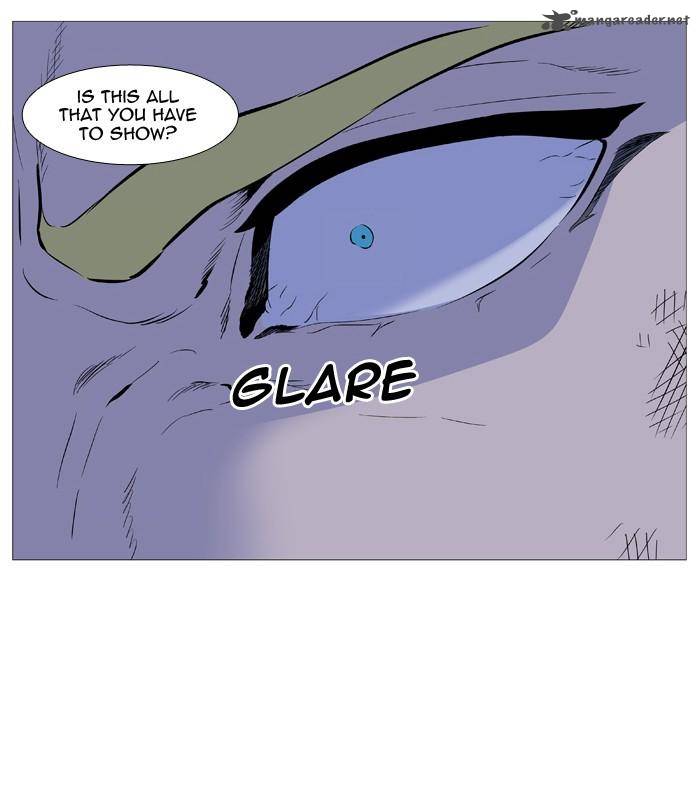 mangareader.net
IS THIS ALL
THAT YOU HAVE
TO SHOW?
GLARE